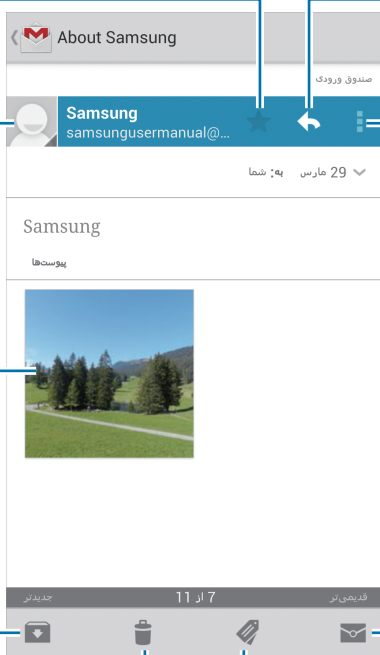 About Samsung
صندوق ورودی
Samsung
samsungusermanual@...
29 مارس به: شما
Samsung
پیوست‌ها
قدیمی‌تر 7 از 11 جدیدتر